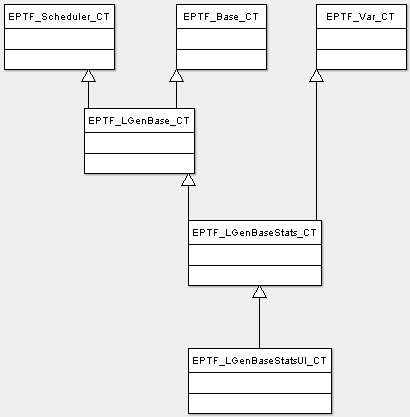 EPTF_Scheduler_CT
EPTF_Base_CT
EPTF_Var_CT
EPTF_LGenBase_CT
EPTF_LGenBaseStats_CT
EPTF_LGenBaseStatsUI_CT